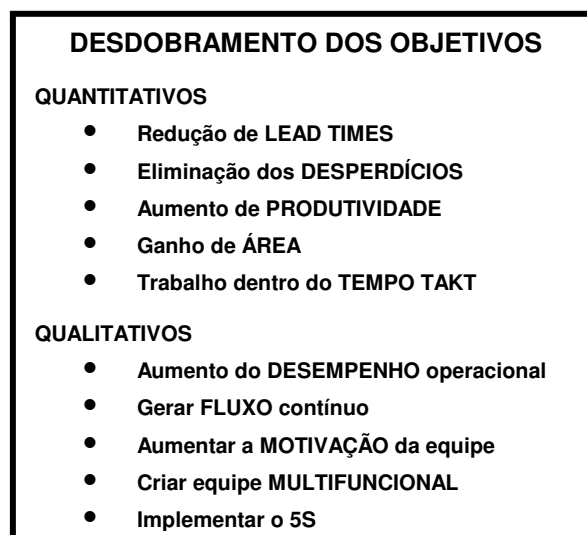 DESDOBRAMENTO DOS OBJETIVOS
QUANTITATIVOS
• Redução de LEAD TIMES
• Eliminação dos DESPERDÍCIOS
• Aumento de PRODUTIVIDADE
• Ganho de ÁREA
• Trabalho dentro do TEMPO TAKT
QUALITATIVOS
• Aumento do DESEMPENHO operacional
• Gerar FLUXO contínuo
• Aumentar a MOTIVAÇÃO da equipe
• Criar equipe MULTIFUNCIONAL
• Implementar o 5S